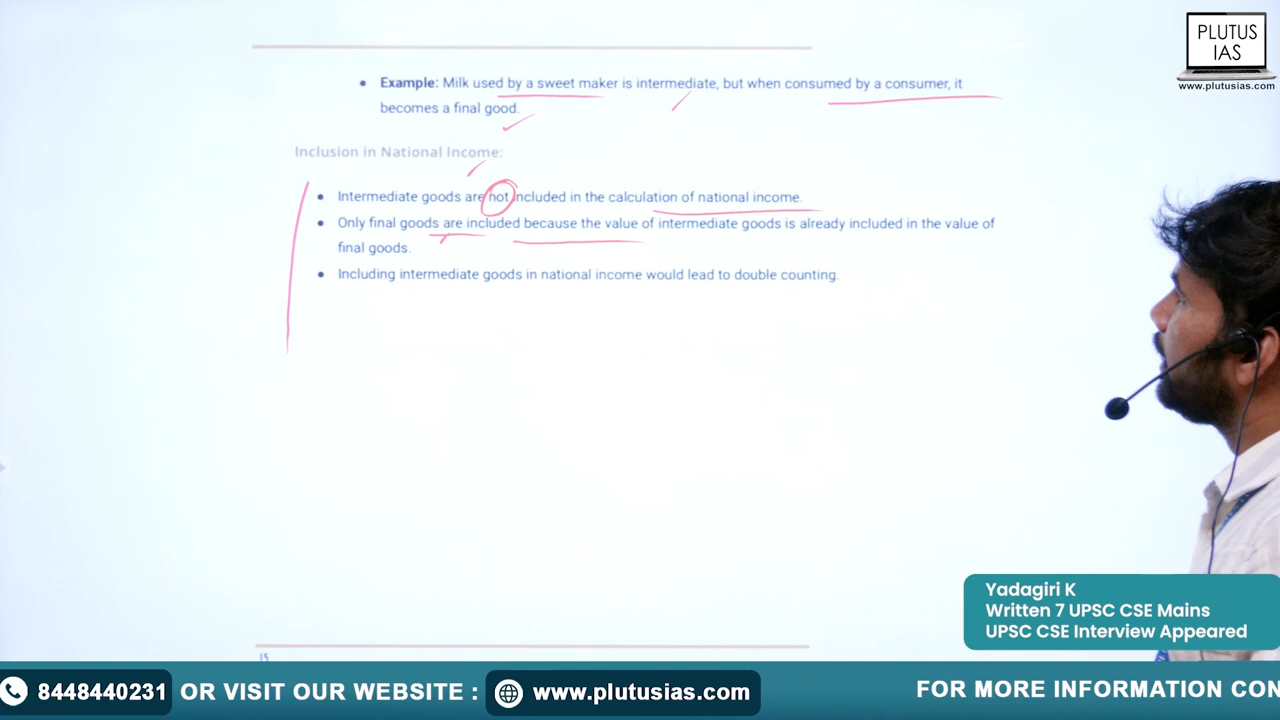 PLUTUS
IAS
www.plutusias.com
Example: Milk used by a sweet maker is intermediate, but when consumed by a consumer, it
becomes a final good.
Inclusion in National Income:
Intermediate goods are not included in the calculation of national income.
Only final goods are included because the value of intermediate goods is already included in the value of
final goods.
Including intermediate goods in national income would lead to double counting.
Yadagiri K
Written 7 UPSC CSE Mains
UPSC CSE Interview Appeared
15
8448440231 OR VISIT OUR WEBSITE : www.plutusias.com FOR MORE INFORMATION CON